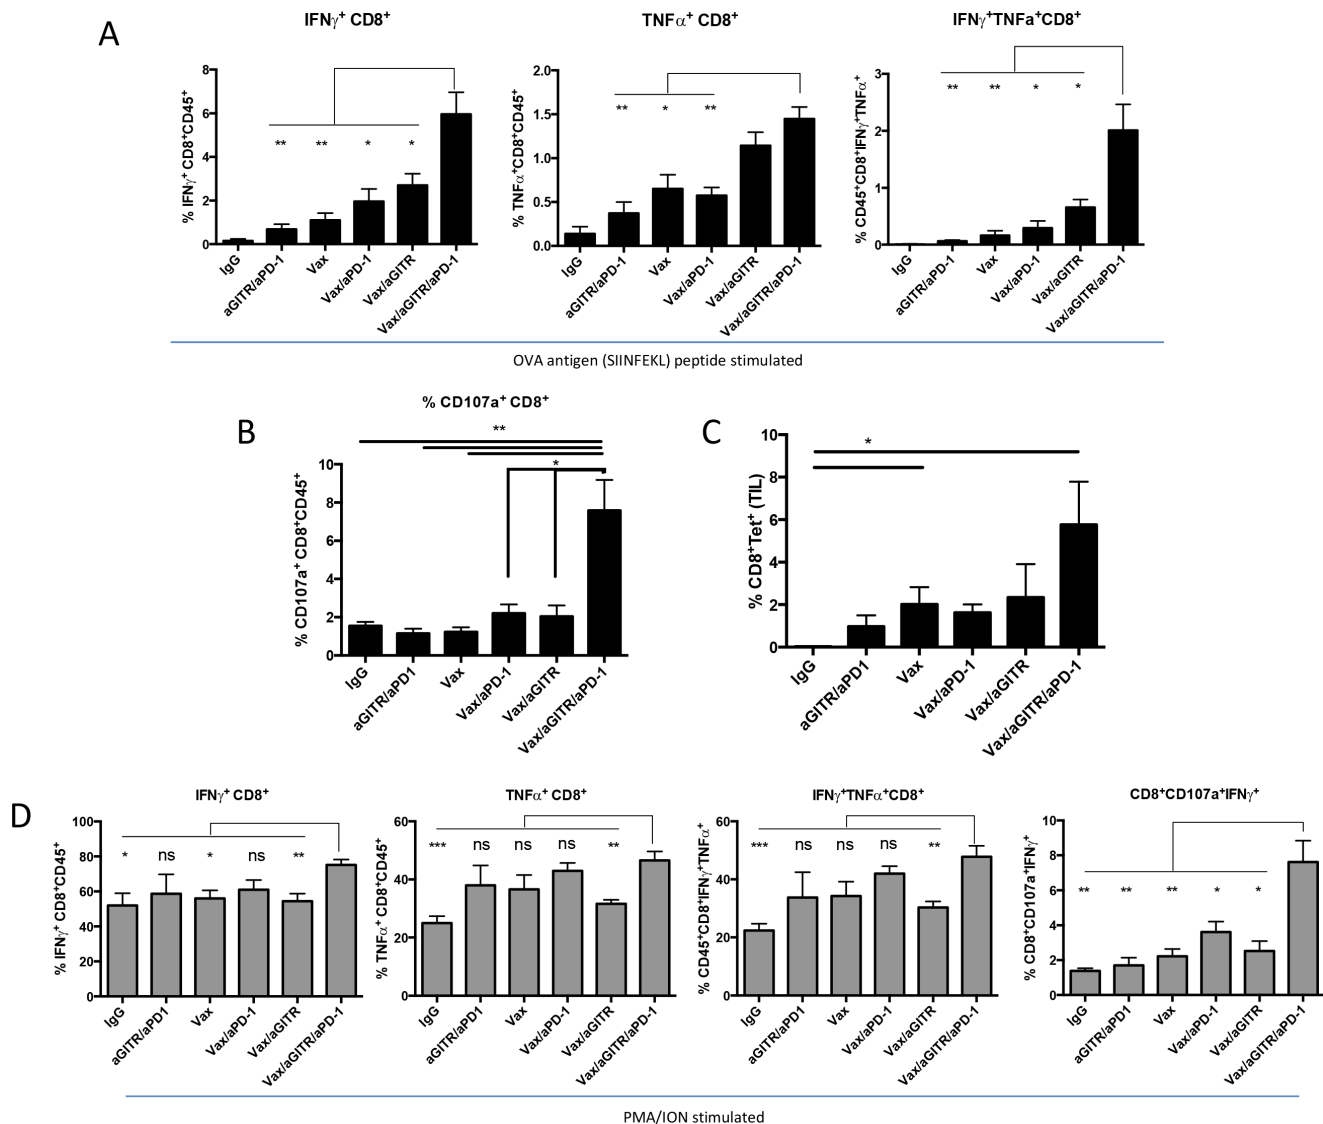 A
IFNγ⁺ CD8⁺
% IFNγ⁺ CD8⁺CD45⁺
8
6
4
2
0
** ** * *
IgG
aGITR/aPD-1
Vax
Vax/aPD-1
Vax/aGITR
Vax/aGITR/aPD-1
TNFα⁺ CD8⁺
% TNFα⁺CD8⁺CD45⁺
2.0
1.5
1.0
0.5
0.0
** * **
IgG
aGITR/aPD-1
Vax
Vax/aPD-1
Vax/aGITR
Vax/aGITR/aPD-1
IFNγ⁺TNFa⁺CD8⁺
% CD45⁺CD8⁺IFNγ⁺TNFα⁺
3
2
1
0
** ** * *
IgG
aGITR/aPD-1
Vax
Vax/aPD-1
Vax/aGITR
Vax/aGITR/aPD-1
OVA antigen (SIINFEKL) peptide stimulated
B
% CD107a⁺ CD8⁺
% CD107a⁺ CD8⁺CD45⁺
10
8
6
4
2
0
**
*
IgG
aGITR/aPD1
Vax
Vax/aPD-1
Vax/aGITR
Vax/aGITR/aPD-1
C
% CD8⁺Tet⁺ (TIL)
10
8
6
4
2
0
*
IgG
aGITR/aPD1
Vax
Vax/aPD-1
Vax/aGITR
Vax/aGITR/aPD-1
D
IFNγ⁺ CD8⁺
% IFNγ⁺ CD8⁺CD45⁺
100
80
60
40
20
0
* ns * ns **
IgG
aGITR/aPD1
Vax
Vax/aPD-1
Vax/aGITR
Vax/aGITR/aPD-1
TNFα⁺ CD8⁺
% TNFα⁺ CD8⁺CD45⁺
60
40
20
0
*** ns ns ns **
IgG
aGITR/aPD1
Vax
Vax/aPD-1
Vax/aGITR
Vax/aGITR/aPD-1
IFNγ⁺TNFα⁺CD8⁺
% CD45⁺CD8⁺IFNγ⁺TNFα⁺
60
40
20
0
*** ns ns ns **
IgG
aGITR/aPD1
Vax
Vax/aPD-1
Vax/aGITR
Vax/aGITR/aPD-1
CD8⁺CD107a⁺IFNγ⁺
% CD8⁺CD107a⁺IFNγ⁺
10
8
6
4
2
0
** ** ** * *
IgG
aGITR/aPD1
Vax
Vax/aPD-1
Vax/aGITR
Vax/aGITR/aPD-1
PMA/ION stimulated